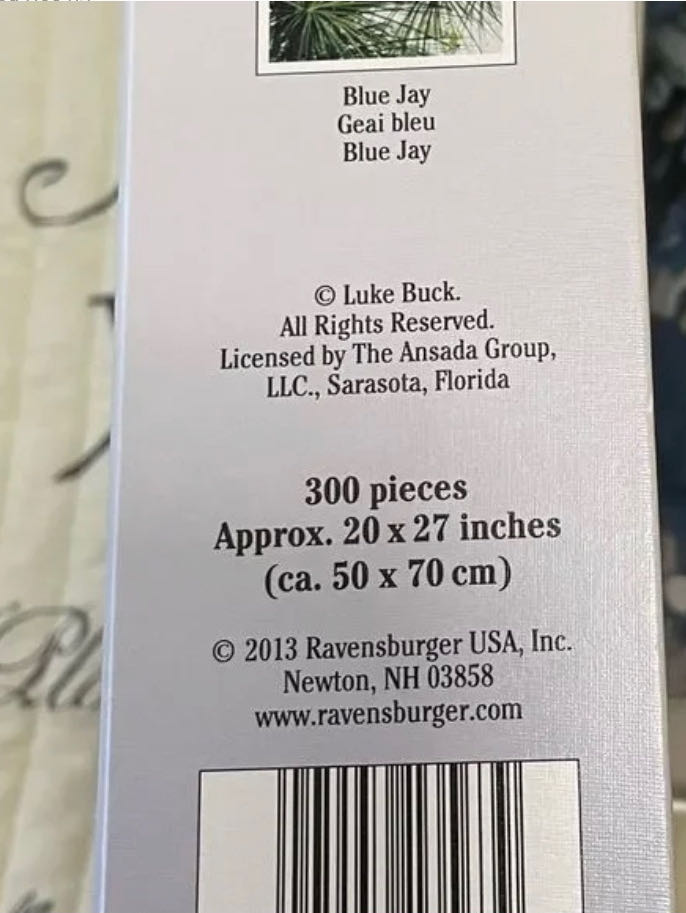 Blue Jay
Geai bleu
Blue Jay
© Luke Buck.
All Rights Reserved.
Licensed by The Ansada Group,
LLC., Sarasota, Florida
300 pieces
Approx. 20 x 27 inches
(ca. 50 x 70 cm)
© 2013 Ravensburger USA, Inc.
Newton, NH 03858
www.ravensburger.com